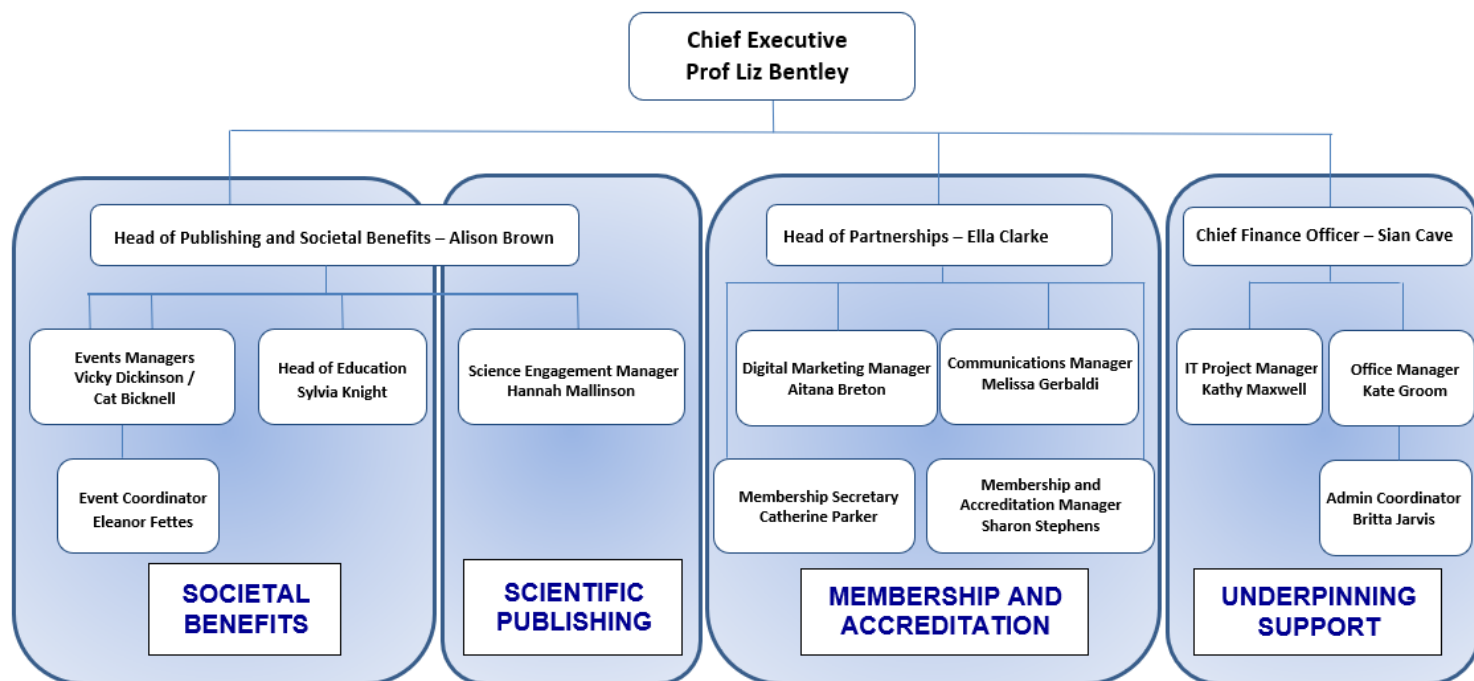 Chief Executive
Prof Liz Bentley
Head of Publishing and Societal Benefits – Alison Brown
Head of Partnerships – Ella Clarke
Chief Finance Officer – Sian Cave
Events Managers
Vicky Dickinson /
Cat Bicknell
Head of Education
Sylvia Knight
Science Engagement Manager
Hannah Mallinson
Digital Marketing Manager
Aitana Breton
Communications Manager
Melissa Gerbaldi
IT Project Manager
Kathy Maxwell
Office Manager
Kate Groom
Event Coordinator
Eleanor Fettes
Membership Secretary
Catherine Parker
Membership and
Accreditation Manager
Sharon Stephens
Admin Coordinator
Britta Jarvis
SOCIETAL
BENEFITS
SCIENTIFIC
PUBLISHING
MEMBERSHIP AND
ACCREDITATION
UNDERPINNING
SUPPORT